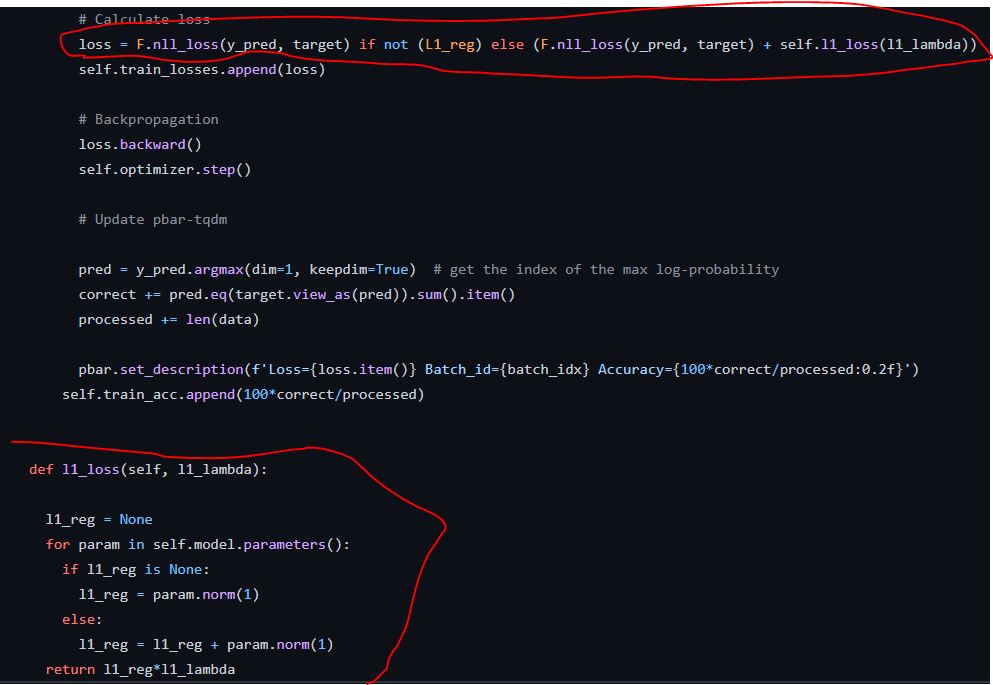 # Calculate loss
loss = F.nll_loss(y_pred, target) if not (L1_reg) else (F.nll_loss(y_pred, target) + self.l1_loss(l1_lambda))
self.train_losses.append(loss)
# Backpropagation
loss.backward()
self.optimizer.step()
# Update pbar-tqdm
pred = y_pred.argmax(dim=1, keepdim=True)  # get the index of the max log-probability
correct += pred.eq(target.view_as(pred)).sum().item()
processed += len(data)
pbar.set_description(f'Loss={loss.item()} Batch_id={batch_idx} Accuracy={100*correct/processed:0.2f}')
self.train_acc.append(100*correct/processed)
def l1_loss(self, l1_lambda):
l1_reg = None
for param in self.model.parameters():
if l1_reg is None:
l1_reg = param.norm(1)
else:
l1_reg = l1_reg + param.norm(1)
return l1_reg*l1_lambda